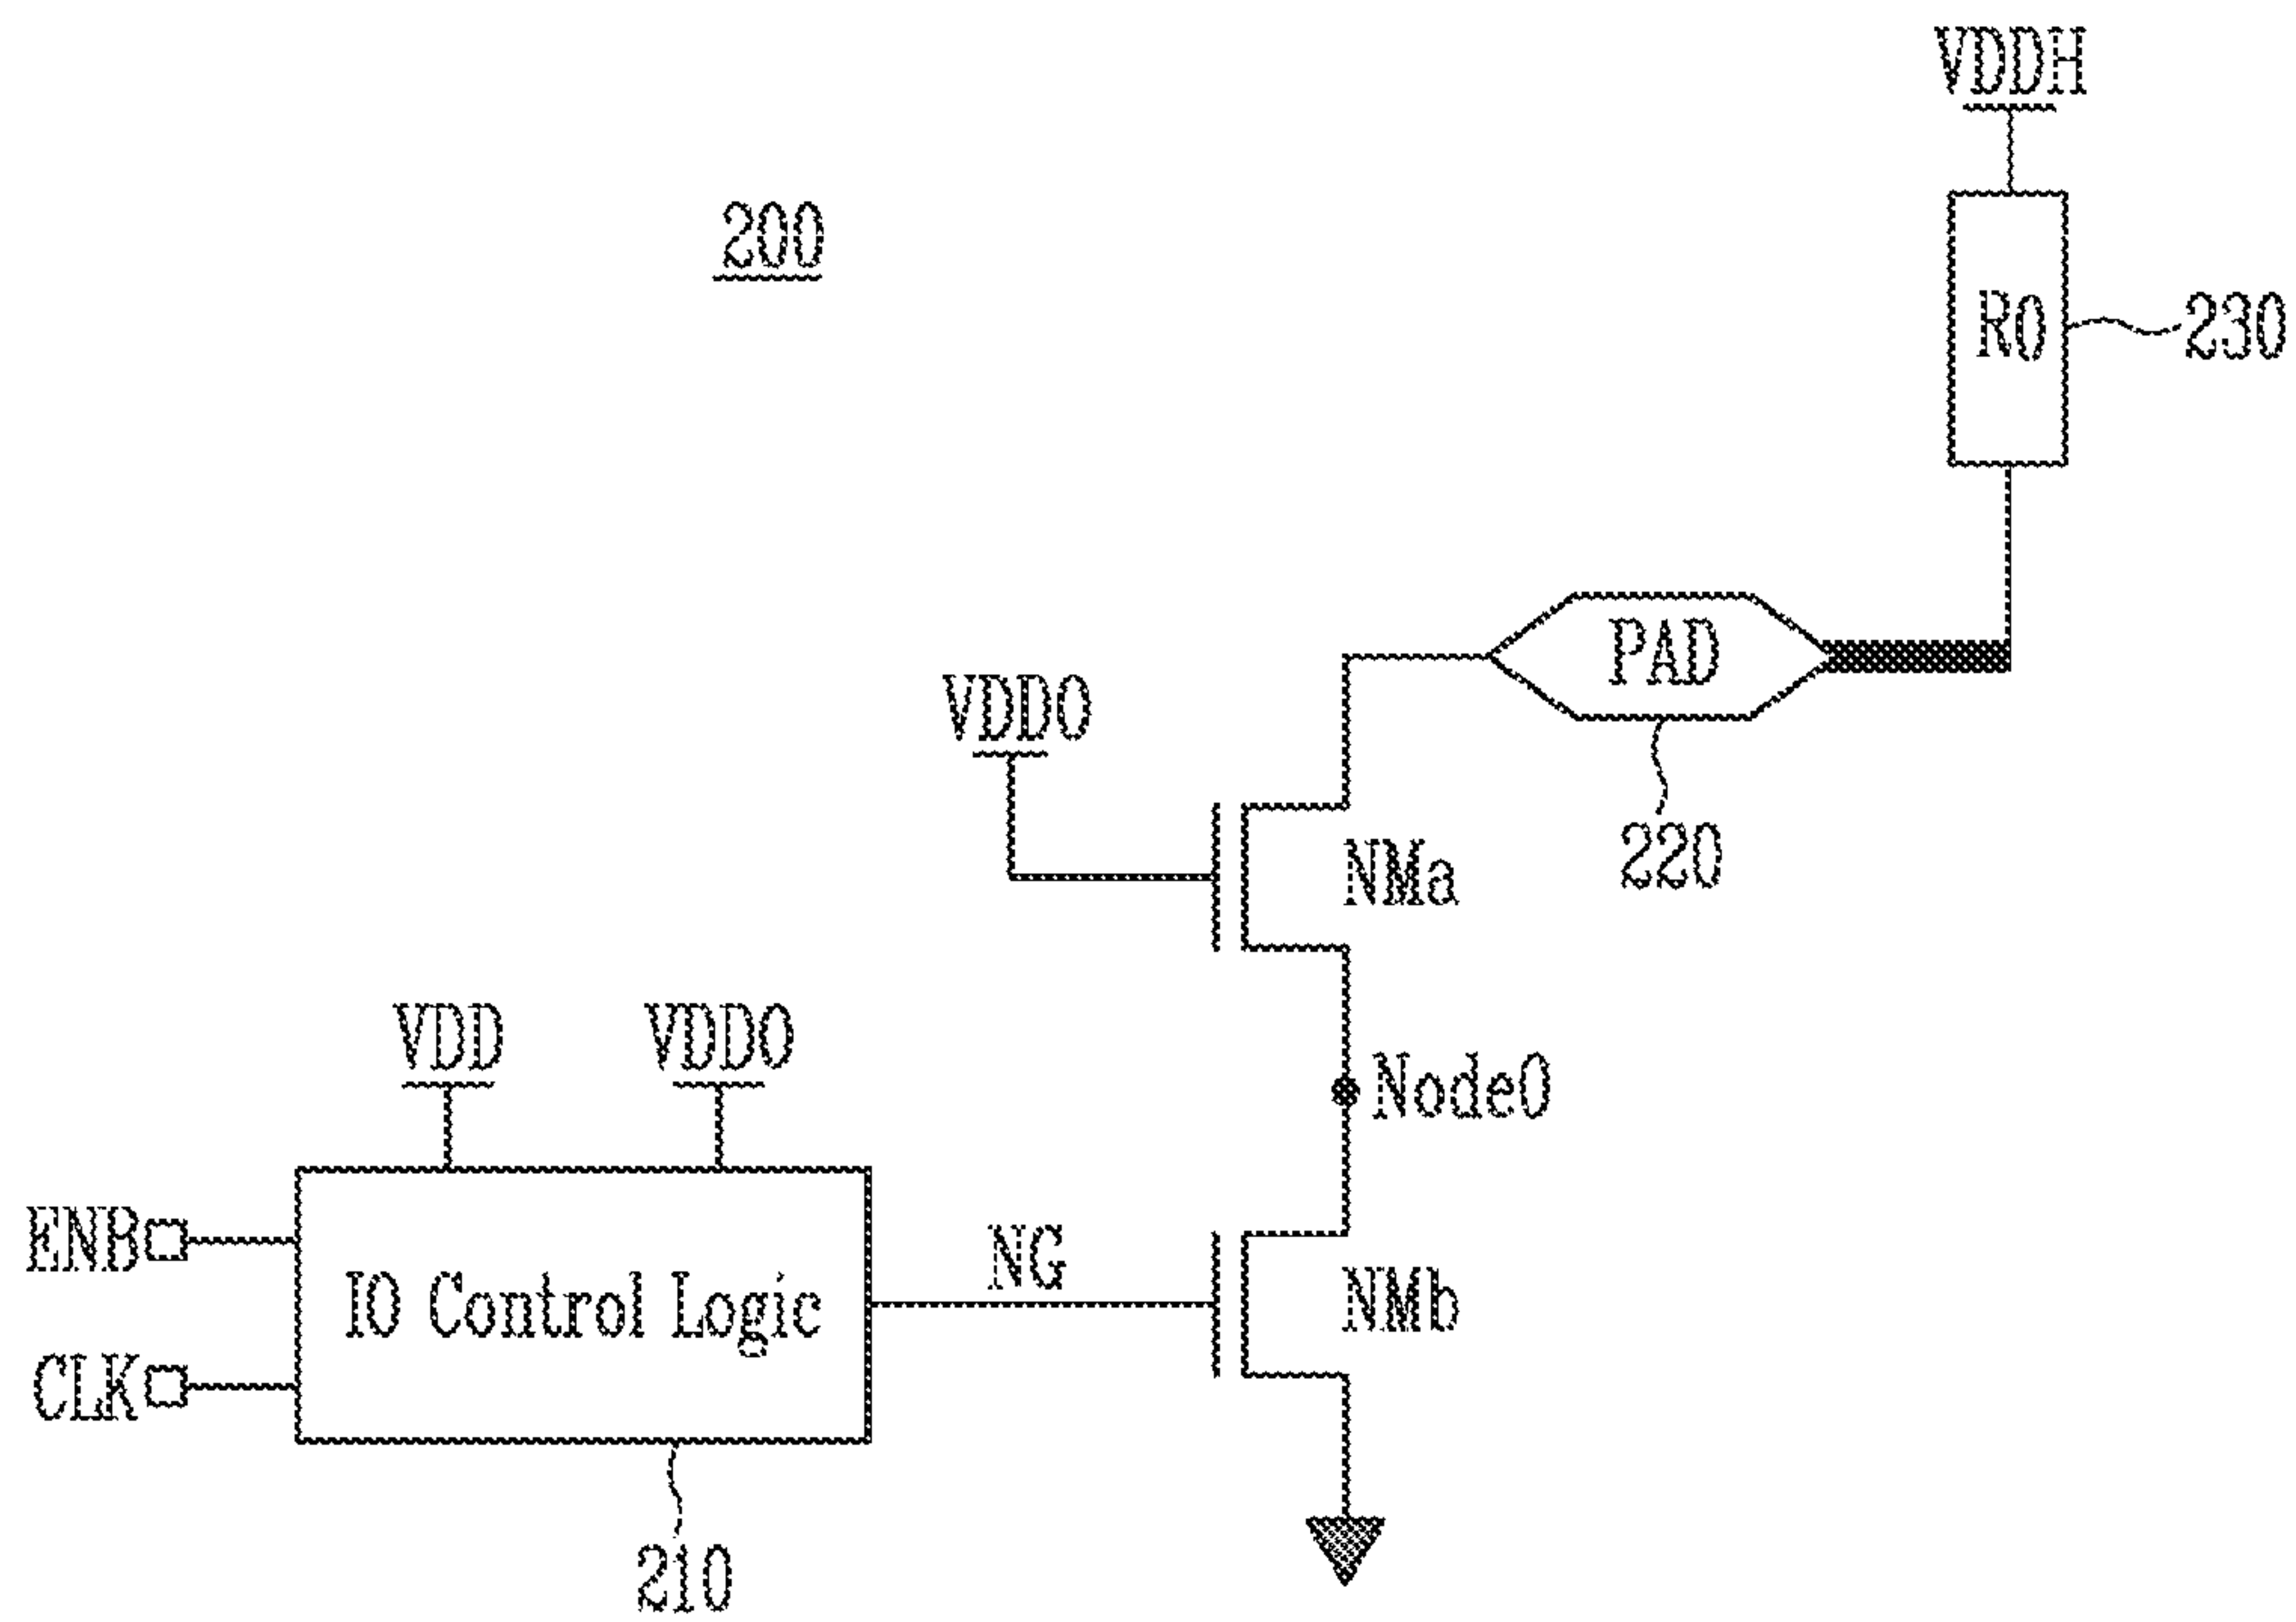 VDDH
200
R0
230
PAD
VDDO
NMa
220
VDD
VDDO
Node0
ENB
NG
IO Control Logic
NMb
CLK
210